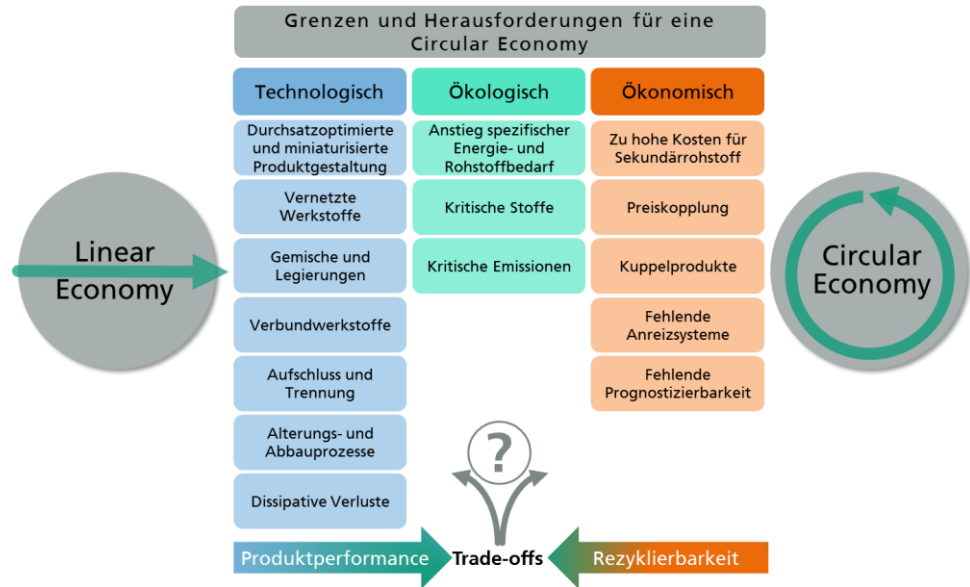 Grenzen und Herausforderungen für eine
Circular Economy
Technologisch
Ökologisch
Ökonomisch
Durchsatzoptimierte
und miniaturisierte
Produktgestaltung
Anstieg spezifischer
Energie- und
Rohstoffbedarf
Zu hohe Kosten für
Sekundärrohstoff
Vernetzte
Werkstoffe
Kritische Stoffe
Preiskopplung
Linear
Economy
Gemische und
Legierungen
Kritische Emissionen
Kuppelprodukte
Circular
Economy
Verbundwerkstoffe
Fehlende
Anreizsysteme
Aufschluss und
Trennung
Fehlende
Prognostizierbarkeit
Alterungs- und
Abbauprozesse
?
Dissipative Verluste
Produktperformance
Trade-offs
Rezyklierbarkeit